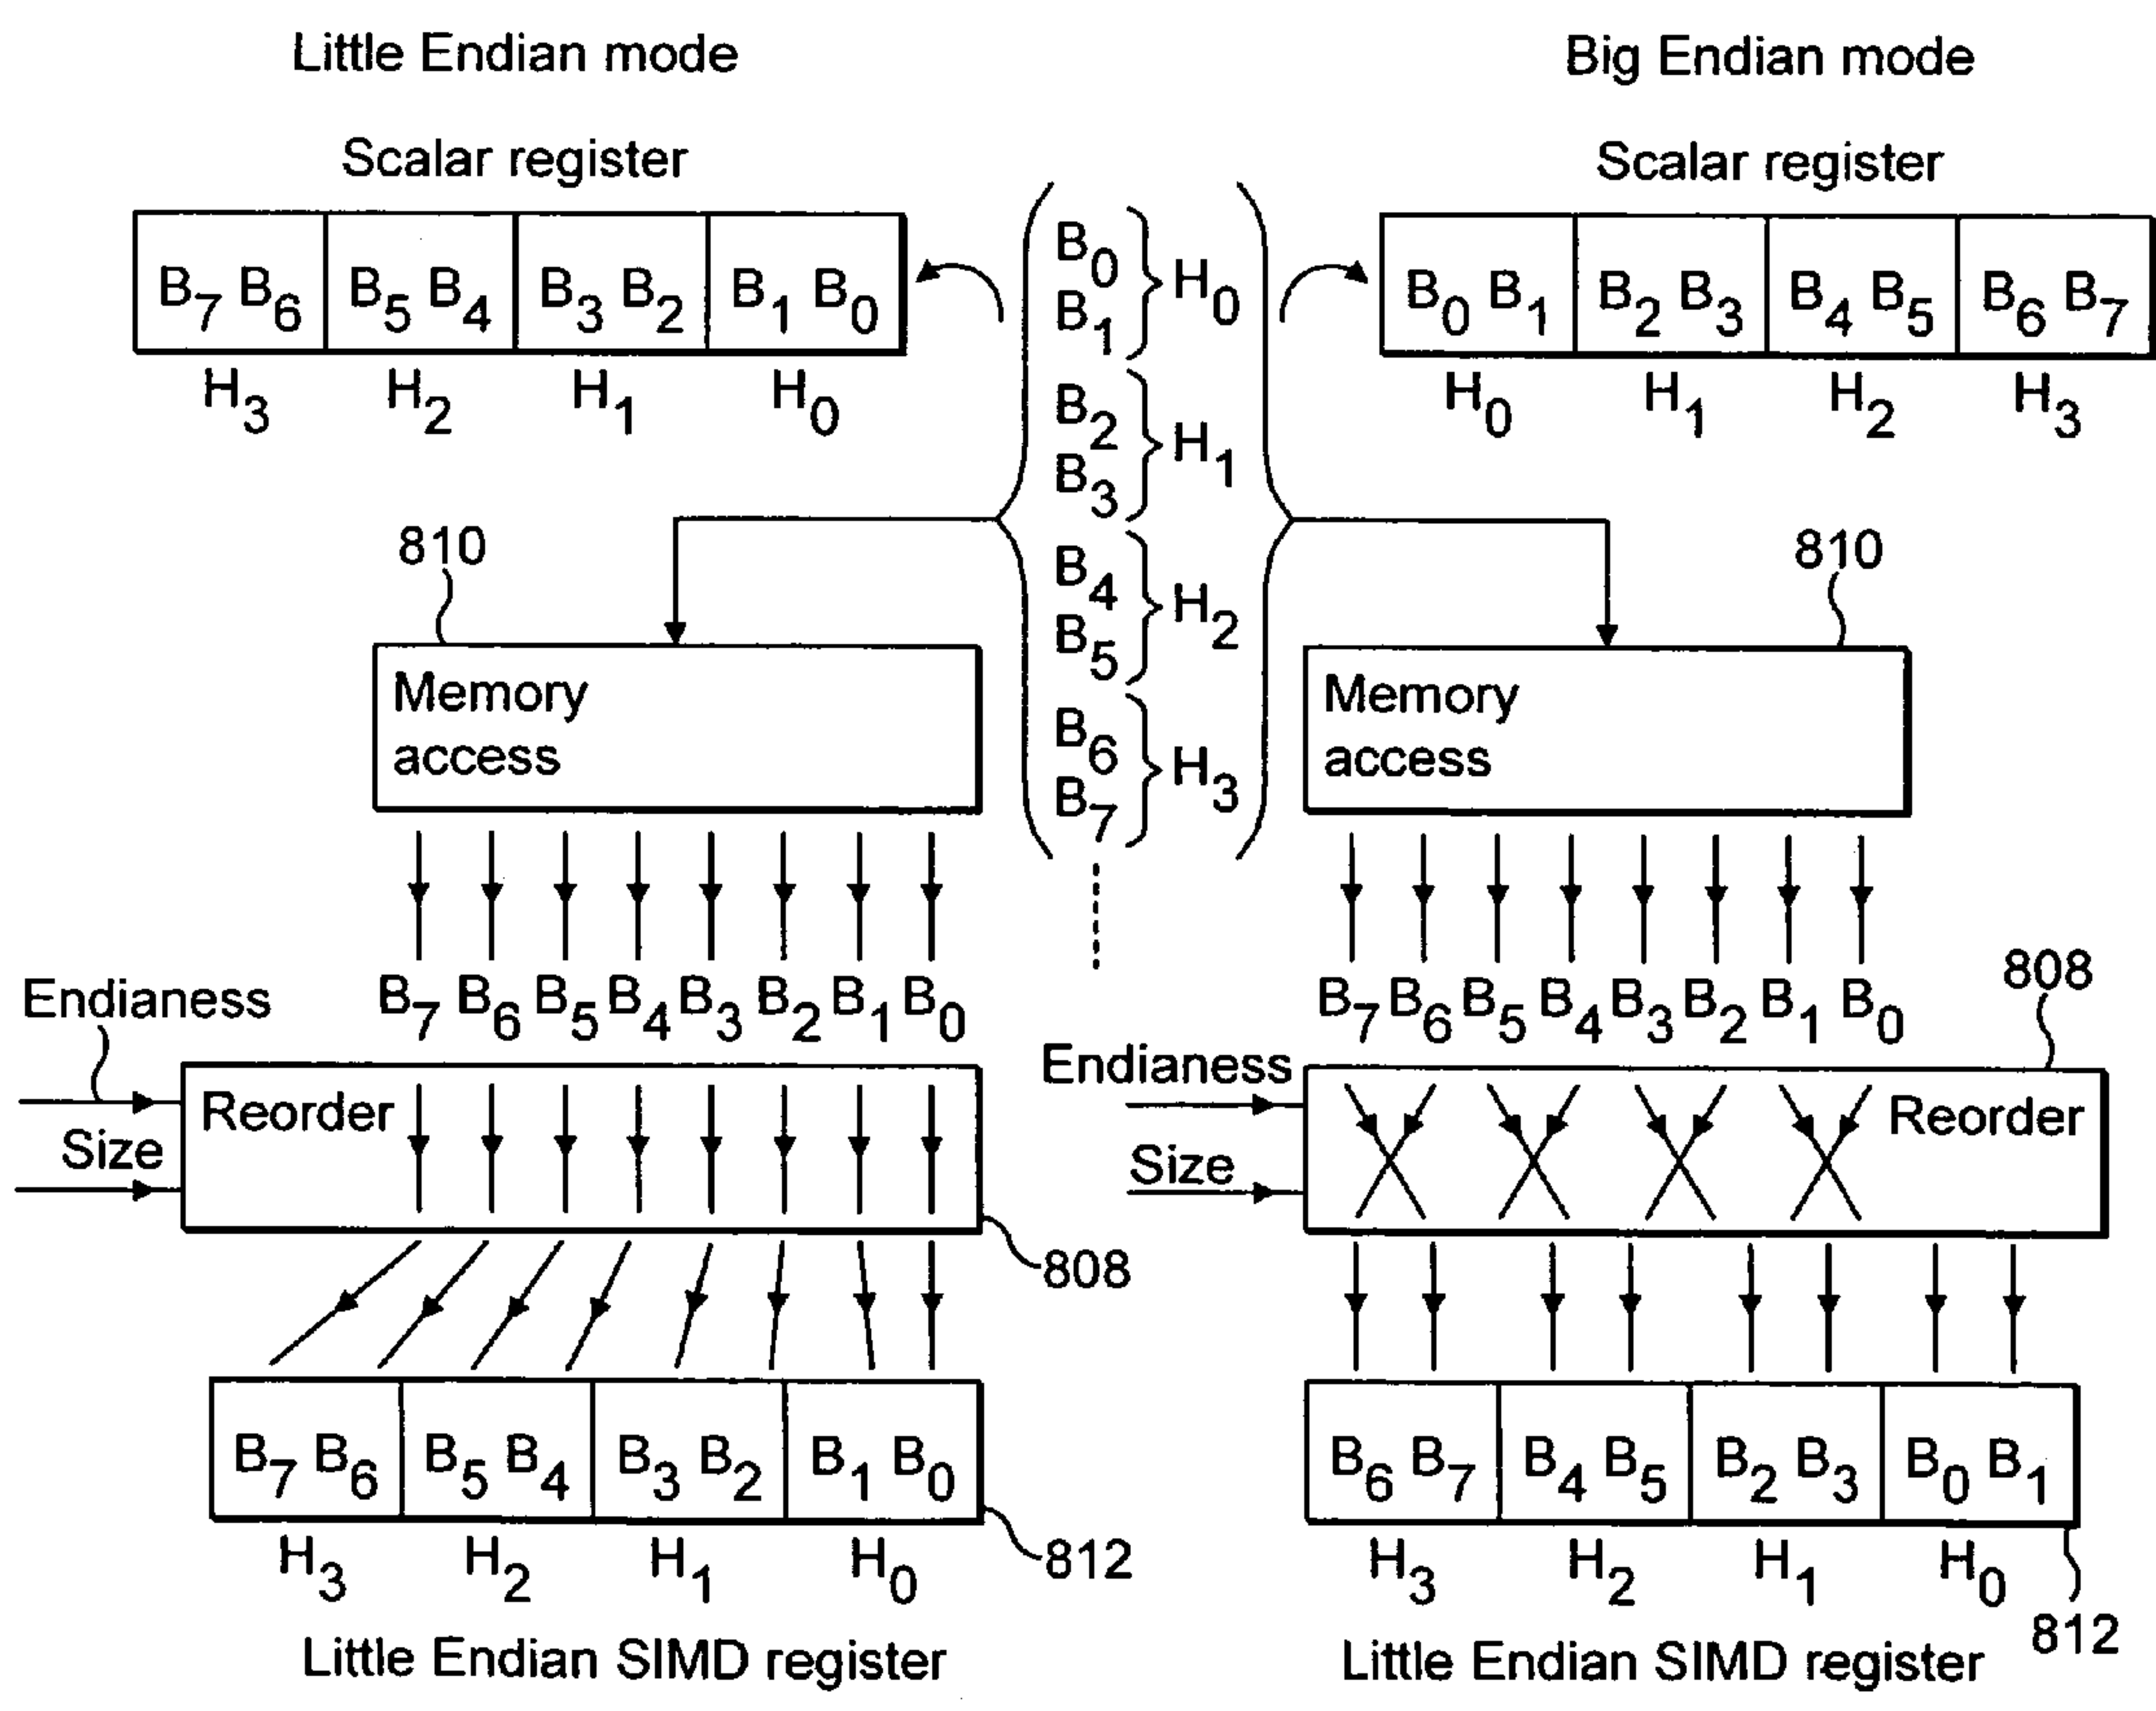 Little Endian mode
Scalar register
B7 B6 B5 B4 B3 B2 B1 B0
H3 H2 H1 H0
B0
B1
H0
B2
B3
H1
B4
B5
H2
B6
B7
H3
Big Endian mode
Scalar register
B0 B1 B2 B3 B4 B5 B6 B7
H0 H1 H2 H3
810
Memory
access
B7 B6 B5 B4 B3 B2 B1 B0
Endianess
Size
Reorder
808
B7 B6 B5 B4 B3 B2 B1 B0
812
H3 H2 H1 H0
Little Endian SIMD register
810
Memory
access
B7 B6 B5 B4 B3 B2 B1 B0
808
Endianess
Size
Reorder
B6 B7 B4 B5 B2 B3 B0 B1
H3 H2 H1 H0
812
Little Endian SIMD register